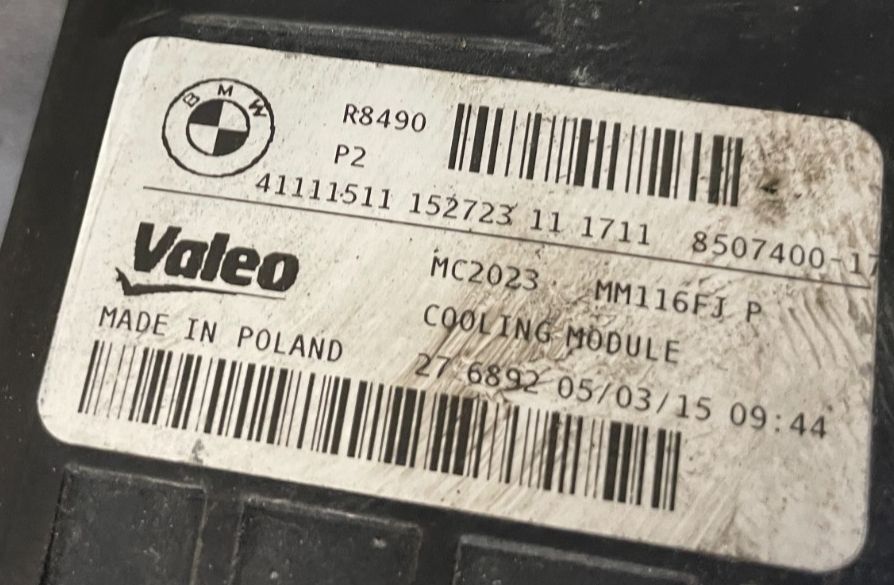 BMW
R8490
P2
41111511 152723 11 1711 8507400-17
Valeo
MC2023 MM116FJ P
COOLING MODULE
MADE IN POLAND
27 6892 05/03/15 09:44